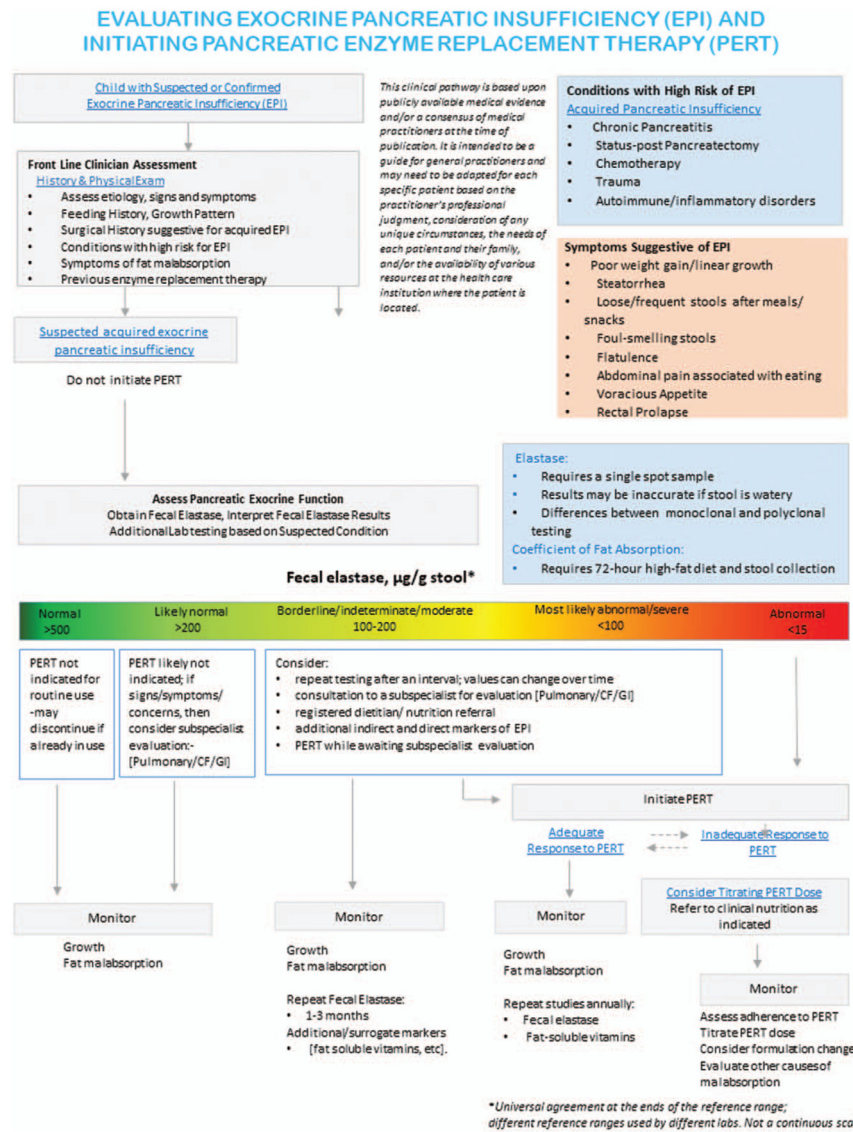 EVALUATING EXOCRINE PANCREATIC INSUFFICIENCY (EPI) AND
INITIATING PANCREATIC ENZYME REPLACEMENT THERAPY (PERT)
Child with Suspected or Confirmed
Exocrine Pancreatic Insufficiency (EPI)
Front Line Clinician Assessment
History & Physical Exam
• Assess etiology, signs and symptoms
• Feeding History, Growth Pattern
• Surgical History suggestive for acquired EPI
• Conditions with high risk for EPI
• Symptoms of fat malabsorption
• Previous enzyme replacement therapy
This clinical pathway is based upon
publicly available medical evidence
and/or a consensus of medical
practitioners at the time of
publication. It is intended to be a
guide for general practitioners and
may need to be adapted for each
specific patient based on the
practitioner's professional
judgment, consideration of any
unique circumstances, the needs of
each patient and their family,
and/or the availability of various
resources at the health care
institution where the patient is
located.
Conditions with High Risk of EPI
Acquired Pancreatic Insufficiency
• Chronic Pancreatitis
• Status-post Pancreatectomy
• Chemotherapy
• Trauma
• Autoimmune/inflammatory disorders
Symptoms Suggestive of EPI
• Poor weight gain/linear growth
• Steatorrhea
• Loose/frequent stools after meals/
snacks
• Foul-smelling stools
• Flatulence
• Abdominal pain associated with eating
• Voracious Appetite
• Rectal Prolapse
Suspected acquired exocrine
pancreatic insufficiency
Do not initiate PERT
Assess Pancreatic Exocrine Function
Obtain Fecal Elastase, Interpret Fecal Elastase Results
Additional Lab testing based on Suspected Condition
Elastase:
• Requires a single spot sample
• Results may be inaccurate if stool is watery
• Differences between monoclonal and polyclonal
testing
Coefficient of Fat Absorption:
• Requires 72-hour high-fat diet and stool collection
Fecal elastase, µg/g stool*
Normal
>500
Likely normal
>200
Borderline/indeterminate/moderate
100-200
Most likely abnormal/severe
<100
Abnormal
<15
PERT not
indicated for
routine use
-may
discontinue if
already in use
PERT likely not
indicated; if
signs/symptoms/
concerns, then
consider subspecialist
evaluation:-
[Pulmonary/CF/GI]
Consider:
• repeat testing after an interval; values can change over time
• consultation to a subspecialist for evaluation [Pulmonary/CF/GI]
• registered dietitian/ nutrition referral
• additional indirect and direct markers of EPI
• PERT while awaiting subspecialist evaluation
Initiate PERT
Adequate
Response to PERT
Inadequate Response to
PERT
Consider Titrating PERT Dose
Refer to clinical nutrition as
indicated
Monitor
Growth
Fat malabsorption
Monitor
Growth
Fat malabsorption
Repeat Fecal Elastase:
• 1-3 months
Additional/surrogate markers
• [fat soluble vitamins, etc].
Monitor
Growth
Fat malabsorption
Repeat studies annually:
• Fecal elastase
• Fat-soluble vitamins
Monitor
Assess adherence to PERT
Titrate PERT dose
Consider formulation change
Evaluate other causes of
malabsorption
*Universal agreement at the ends of the reference range;
different reference ranges used by different labs. Not a continuous sca